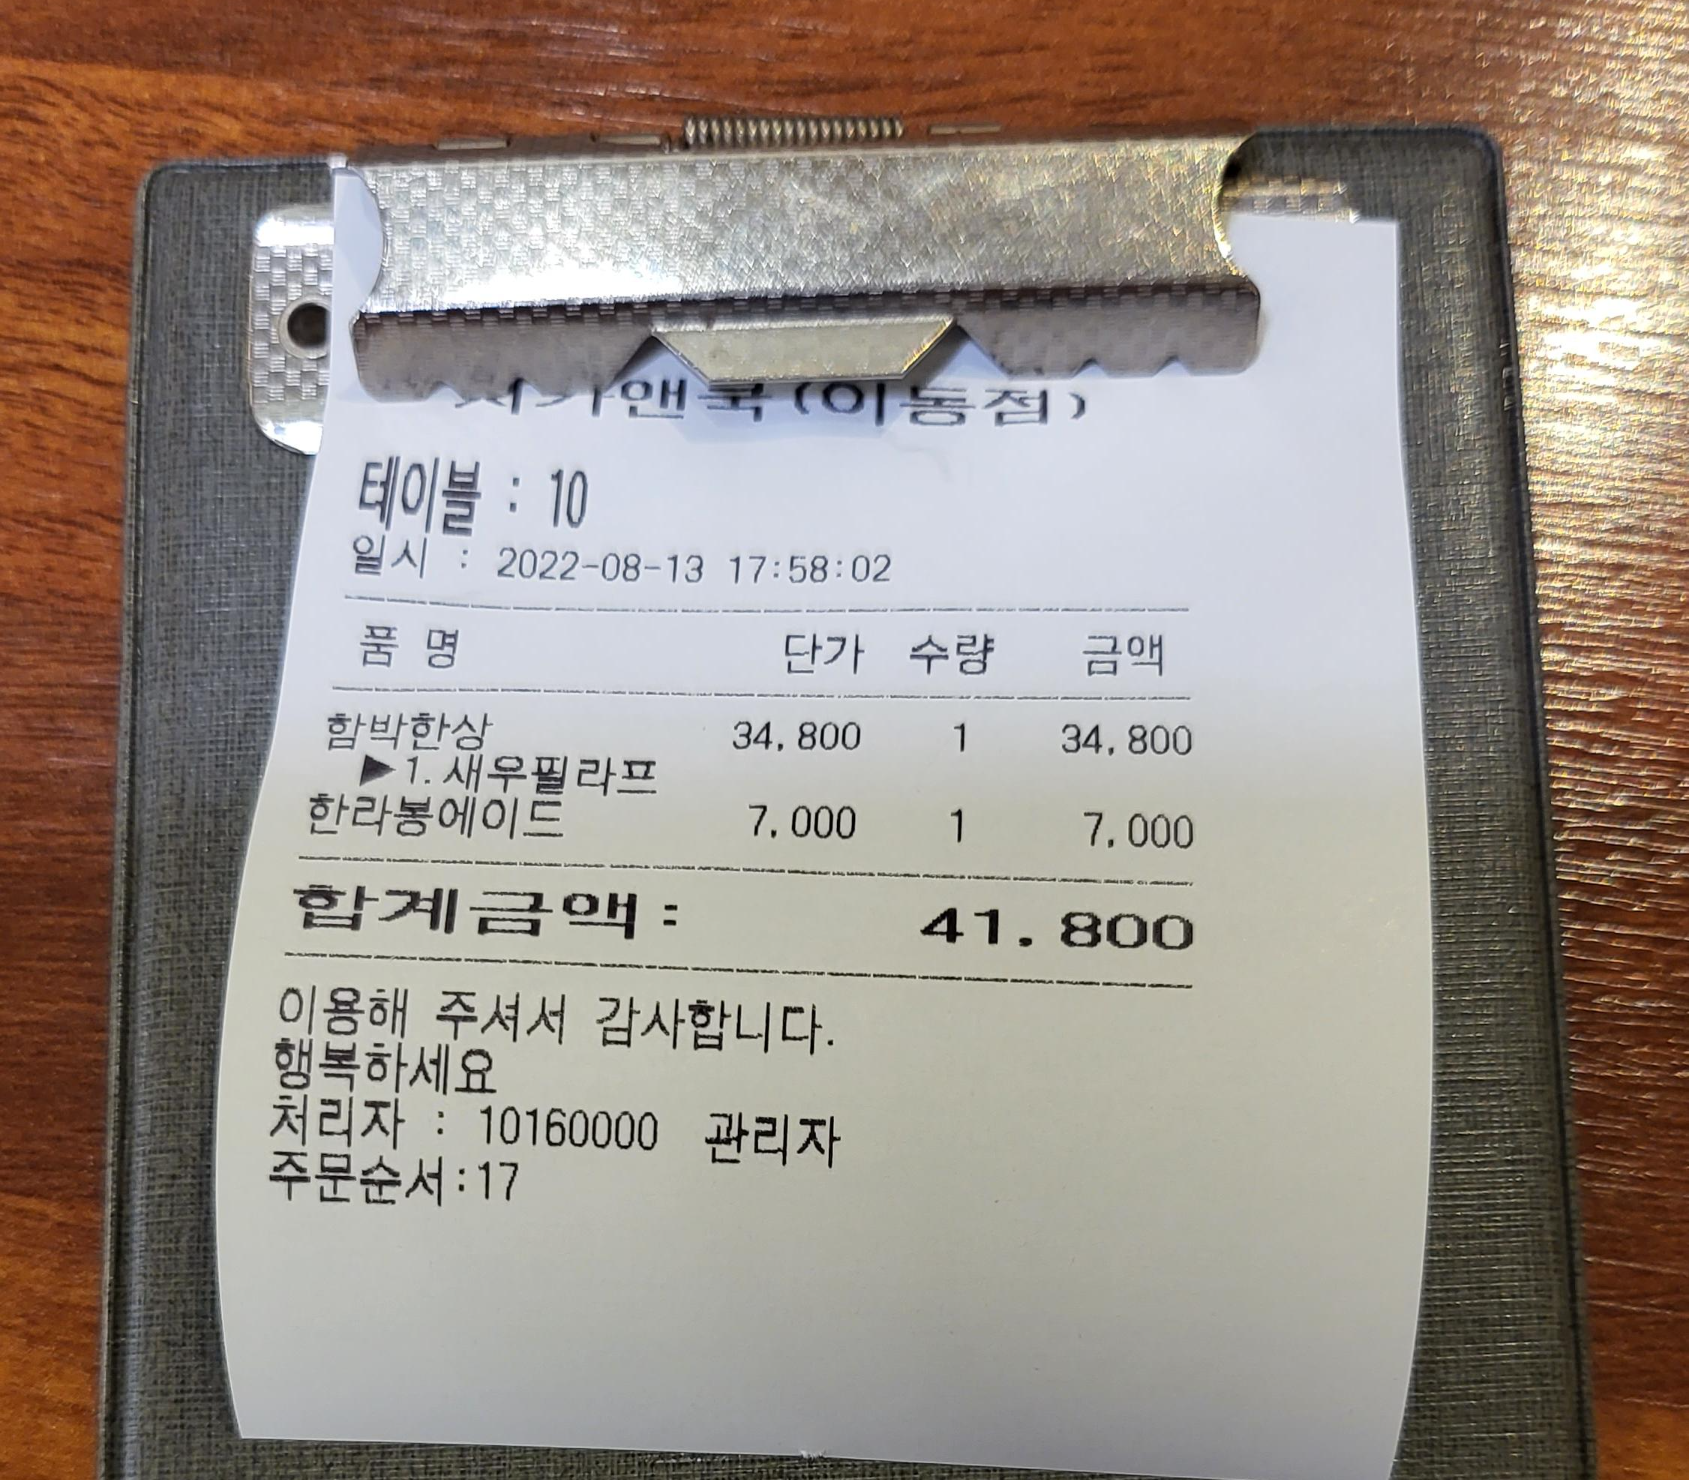 (이동점)
테이블 : 10
일시 : 2022-08-13 17:58:02
품 명 단가 수량 금액
함박한상 34,800 1 34,800
▶1.새우필라프
한라봉에이드 7,000 1 7,000
합계금액: 41.800
이용해 주셔서 감사합니다.
행복하세요
처리자 : 10160000 관리자
주문순서:17